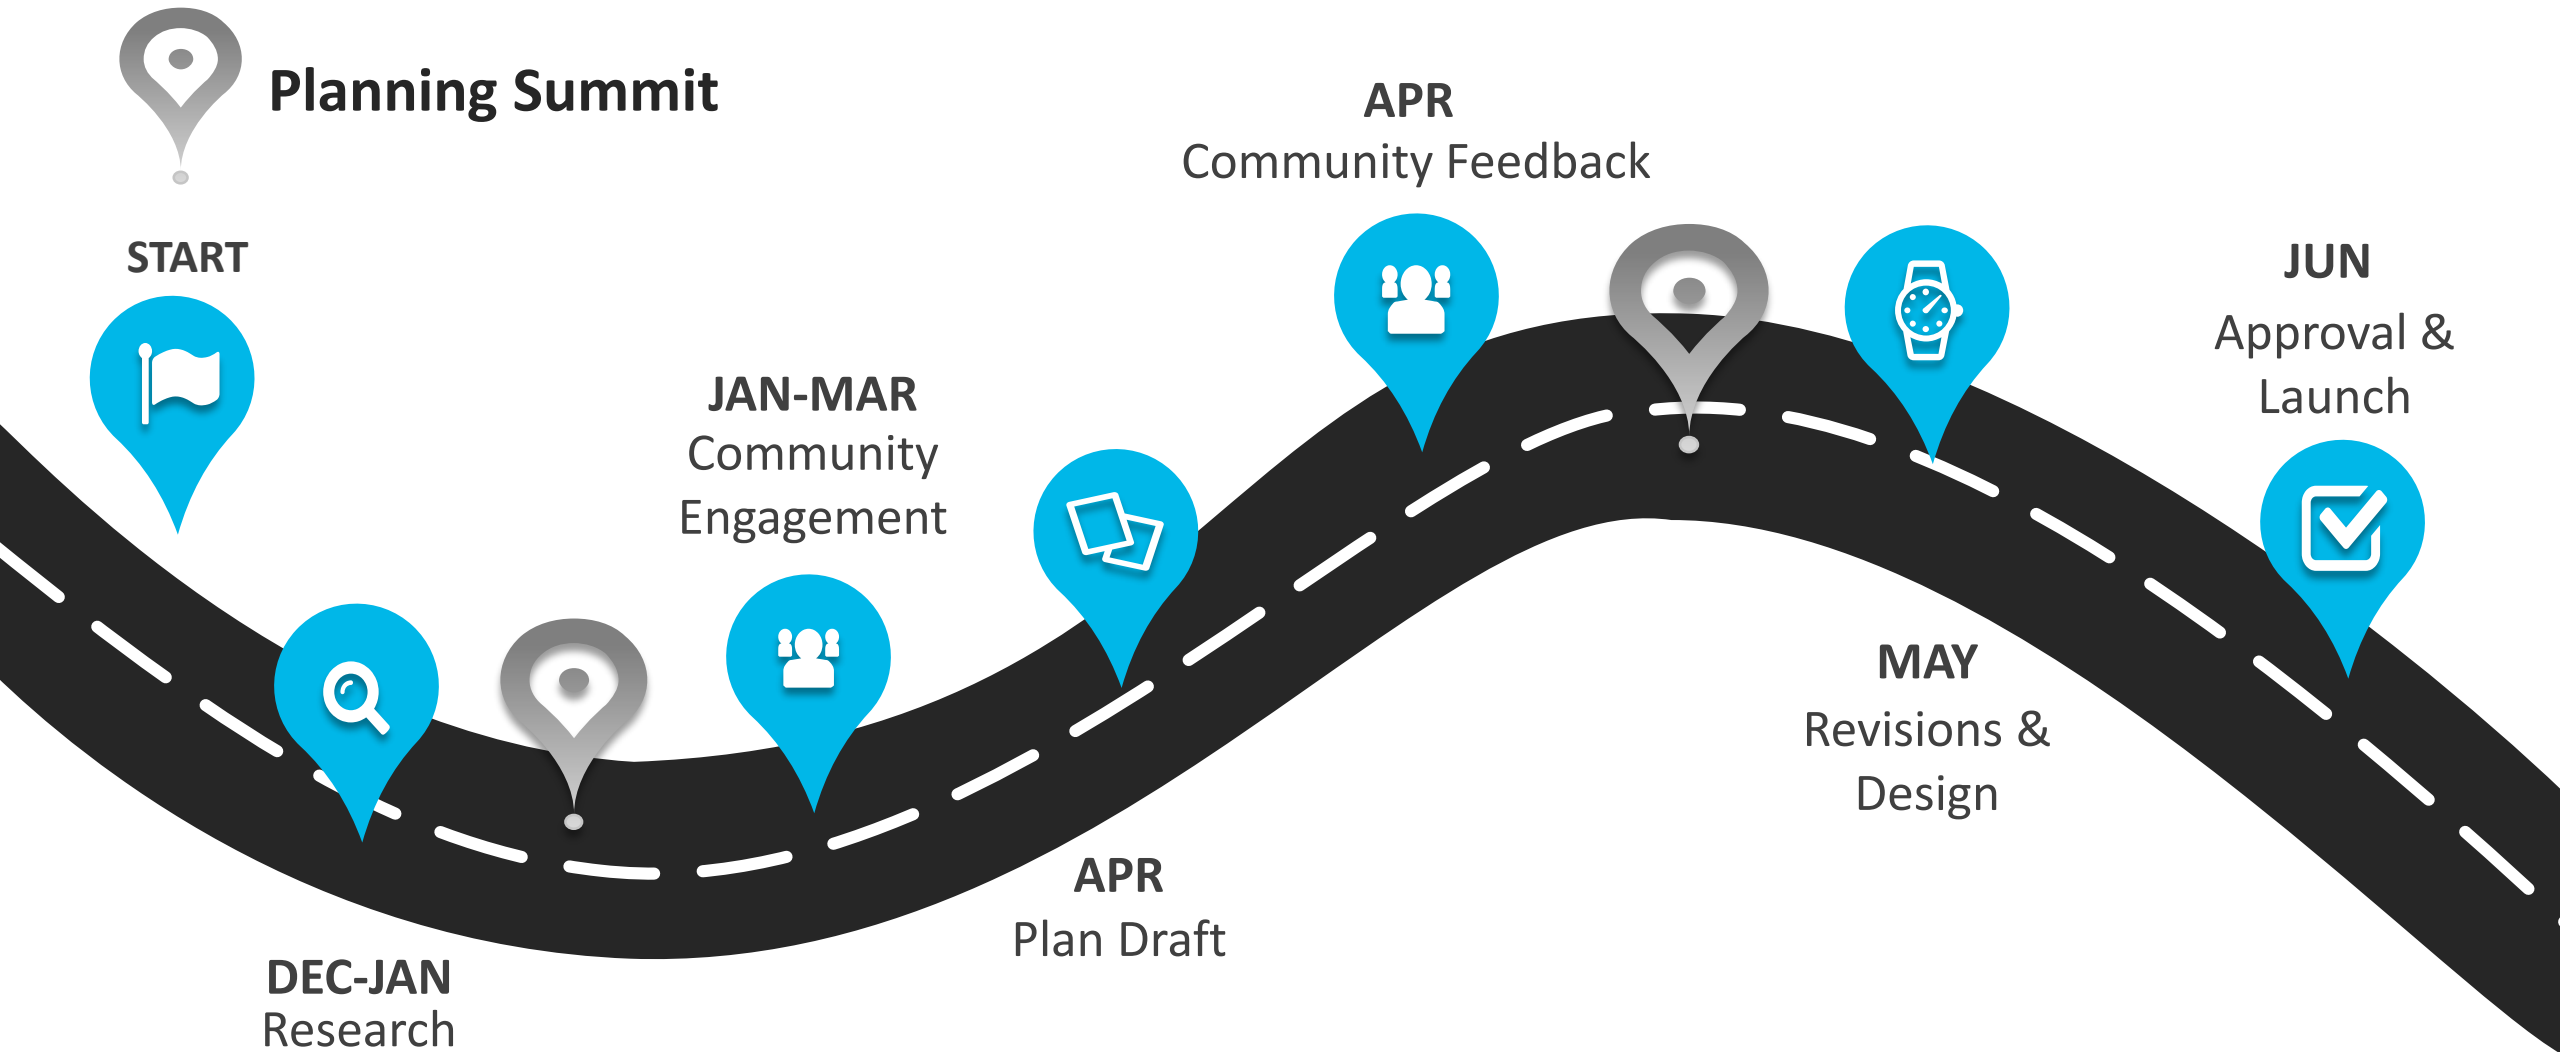 Planning Summit
START
DEC-JAN
Research
JAN-MAR
Community
Engagement
APR
Plan Draft
APR
Community Feedback
MAY
Revisions &
Design
JUN
Approval &
Launch